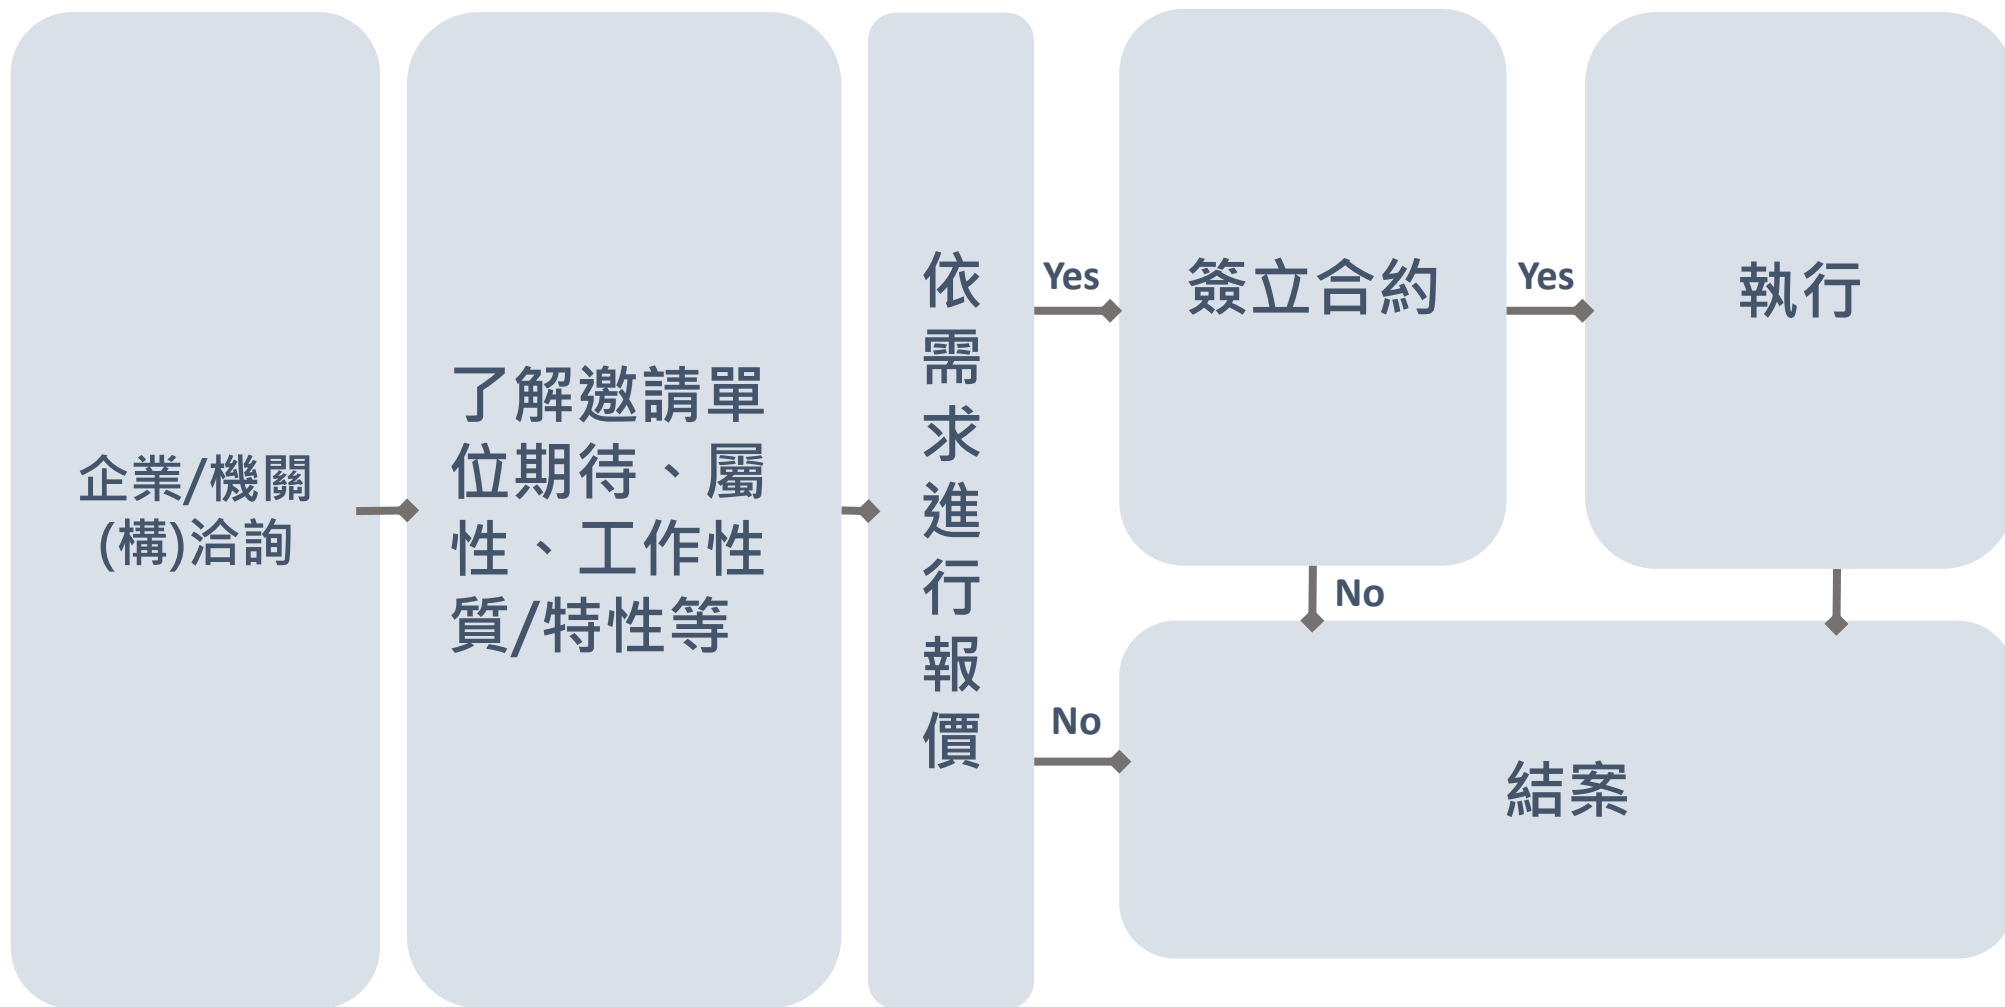 企業/機關
(構)洽詢
了解邀請單
位期待、屬
性、工作性
質/特性等
依需求進行報價
Yes
簽立合約
Yes
執行
No
No
結案